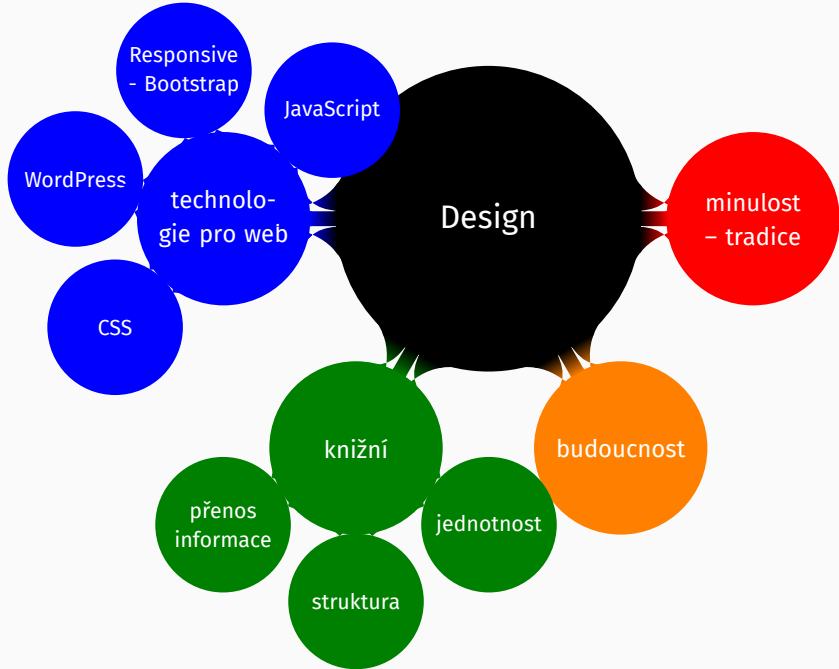 Responsive
- Bootstrap
JavaScript
WordPress
technolo-
gie pro web
CSS
Design
minulost
– tradice
knižní
budoucnost
přenos
informace
jednotnost
struktura